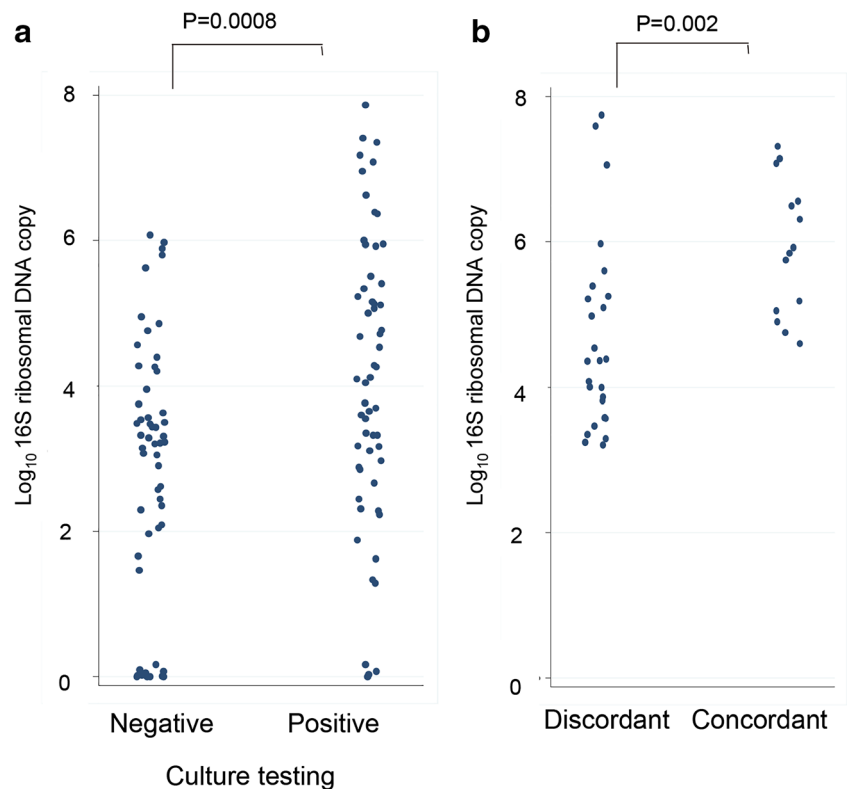 a
P=0.0008
8
6
4
2
0
Log10 16S ribosomal DNA copy
Negative Positive
Culture testing
b
P=0.002
8
6
4
2
0
Log10 16S ribosomal DNA copy
Discordant Concordant